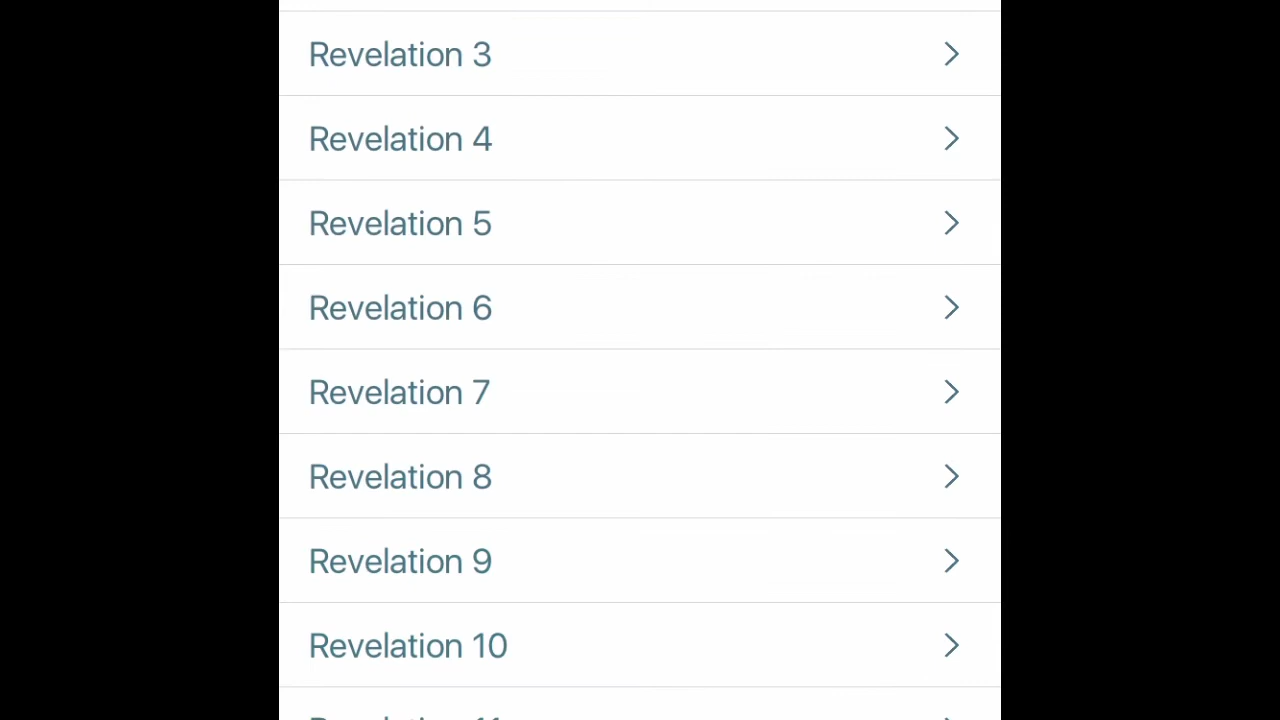 Revelation 3
Revelation 4
Revelation 5
Revelation 6
Revelation 7
Revelation 8
Revelation 9
Revelation 10